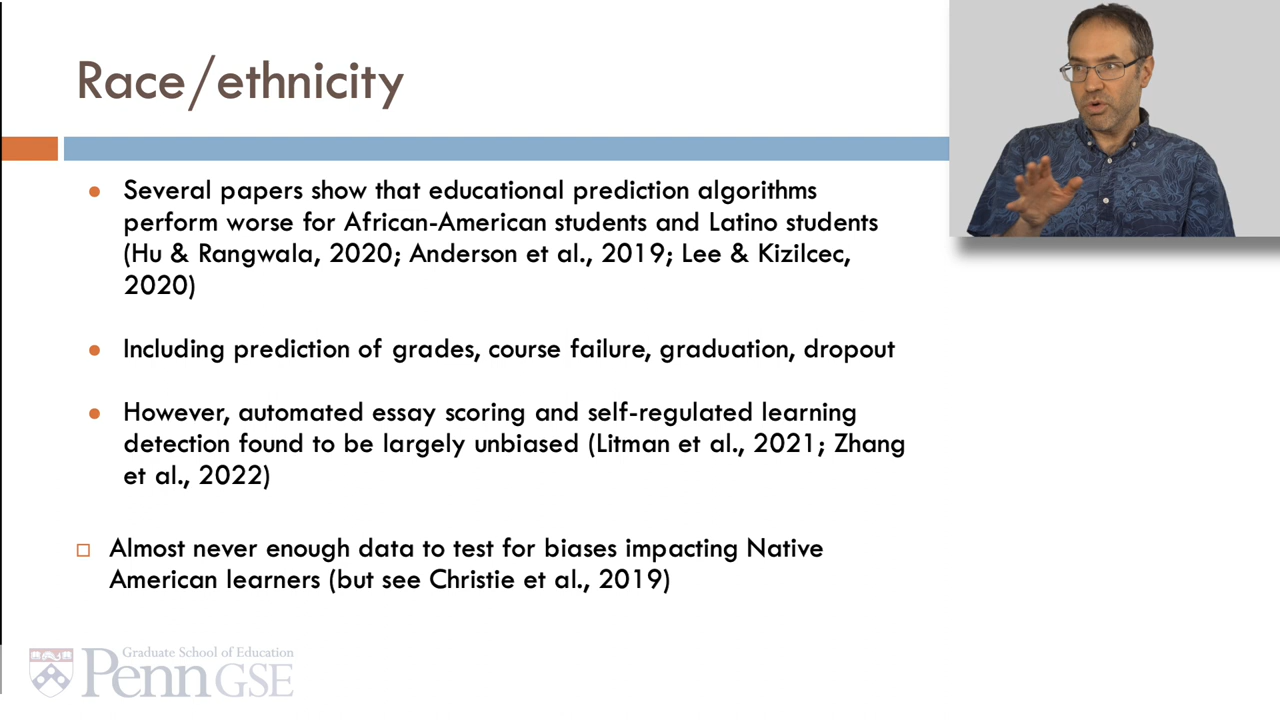 Race/ethnicity
Several papers show that educational prediction algorithms
perform worse for African-American students and Latino students
(Hu & Rangwala, 2020; Anderson et al., 2019; Lee & Kizilcec,
2020)
Including prediction of grades, course failure, graduation, dropout
However, automated essay scoring and self-regulated learning
detection found to be largely unbiased (Litman et al., 2021; Zhang
et al., 2022)
Almost never enough data to test for biases impacting Native
American learners (but see Christie et al., 2019)
Graduate School of Education
Penn GSE